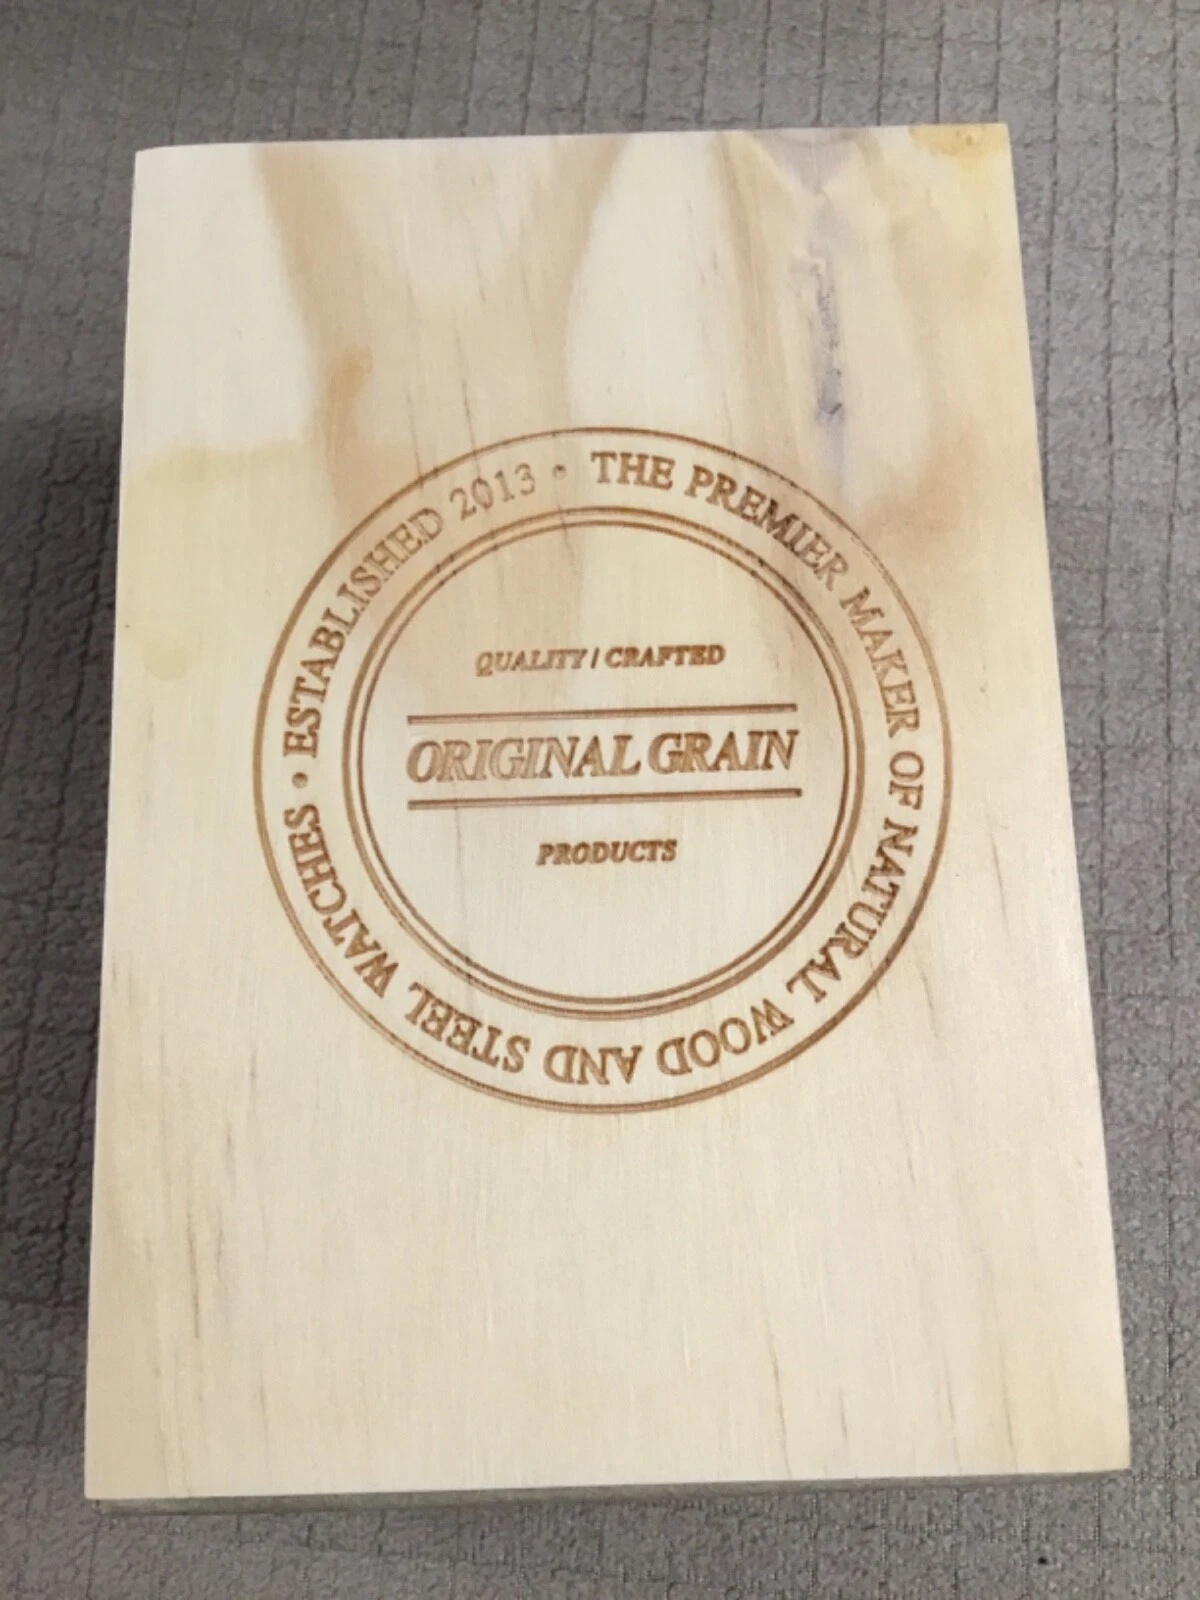 THE PREMIER MAKER OF NATURAL WOOD AND STEEL WATCHES • ESTABLISHED 2013 •
QUALITY / CRAFTED
ORIGINAL GRAIN
PRODUCTS